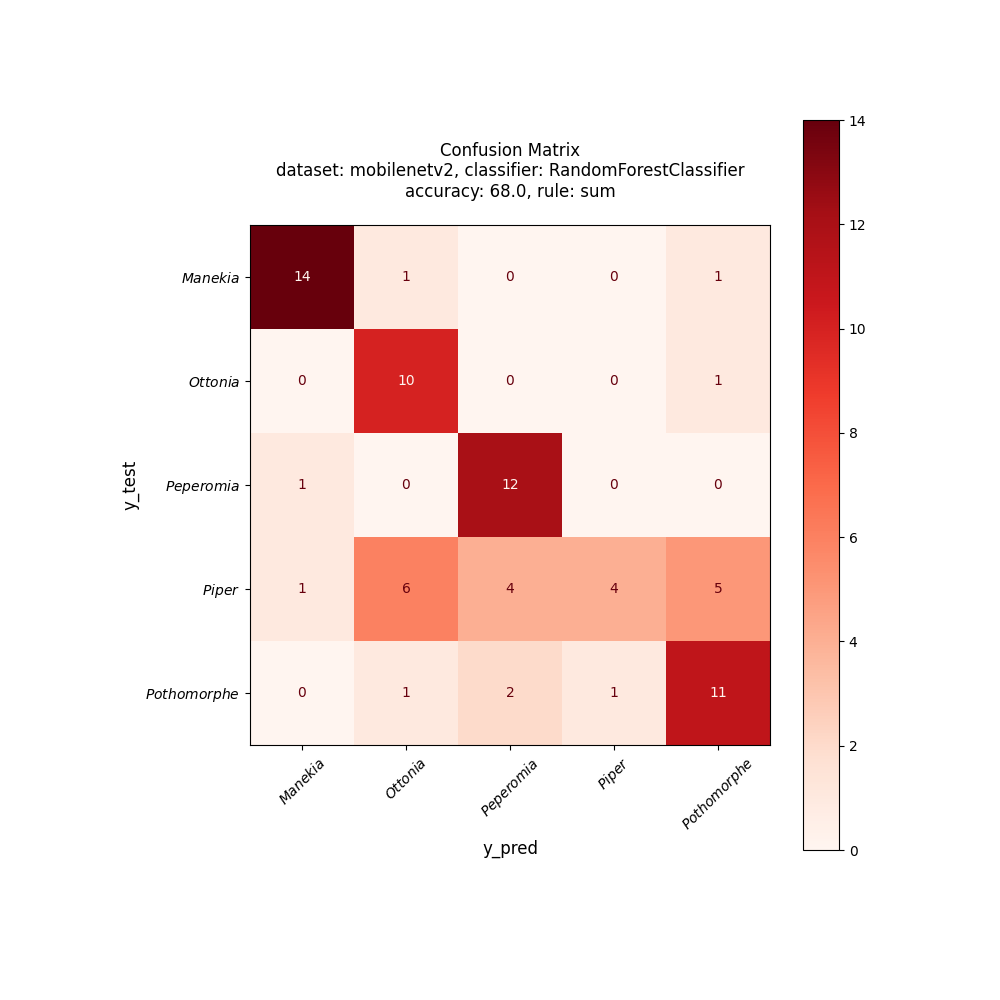 Confusion Matrix
dataset: mobilenetv2, classifier: RandomForestClassifier
accuracy: 68.0, rule: sum
14
12
10
8
6
4
2
0
y_test
Manekia 14 1 0 0 1
Ottonia 0 10 0 0 1
Peperomia 1 0 12 0 0
Piper 1 6 4 4 5
Pothomorphe 0 1 2 1 11
Manekia Ottonia Peperomia Piper Pothomorphe
y_pred